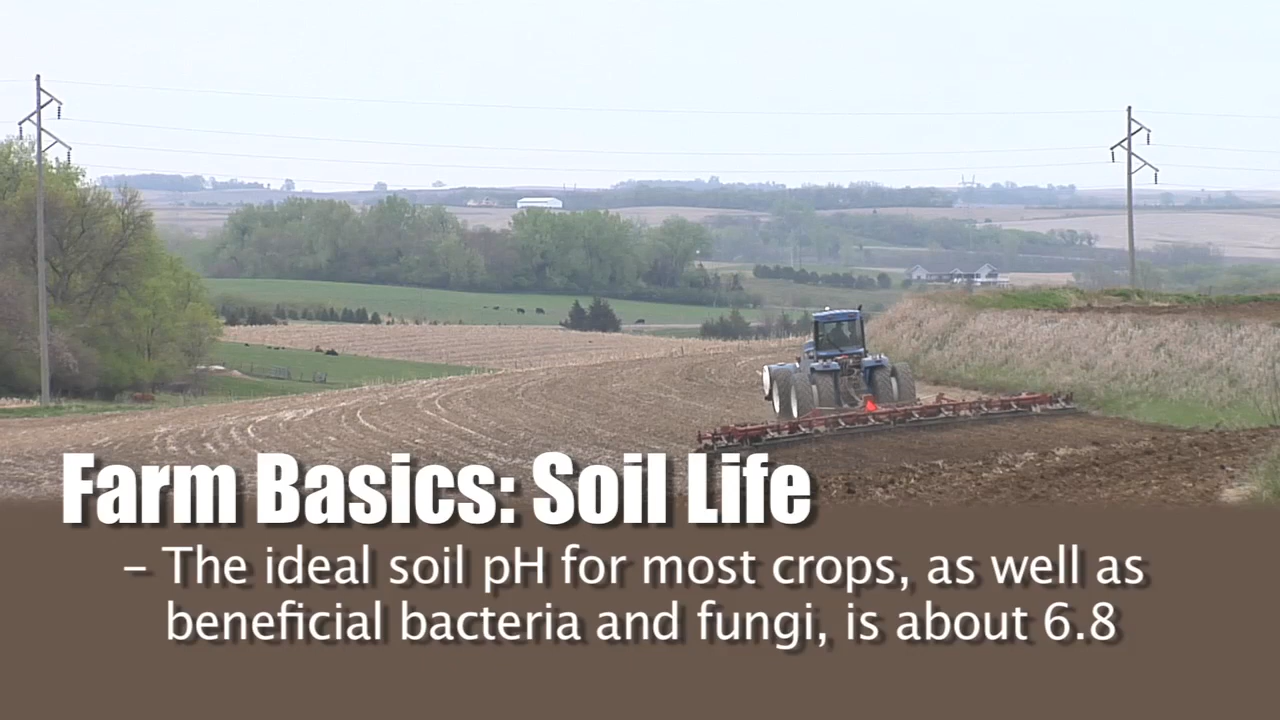 Farm Basics: Soil Life
– The ideal soil pH for most crops, as well as
beneficial bacteria and fungi, is about 6.8